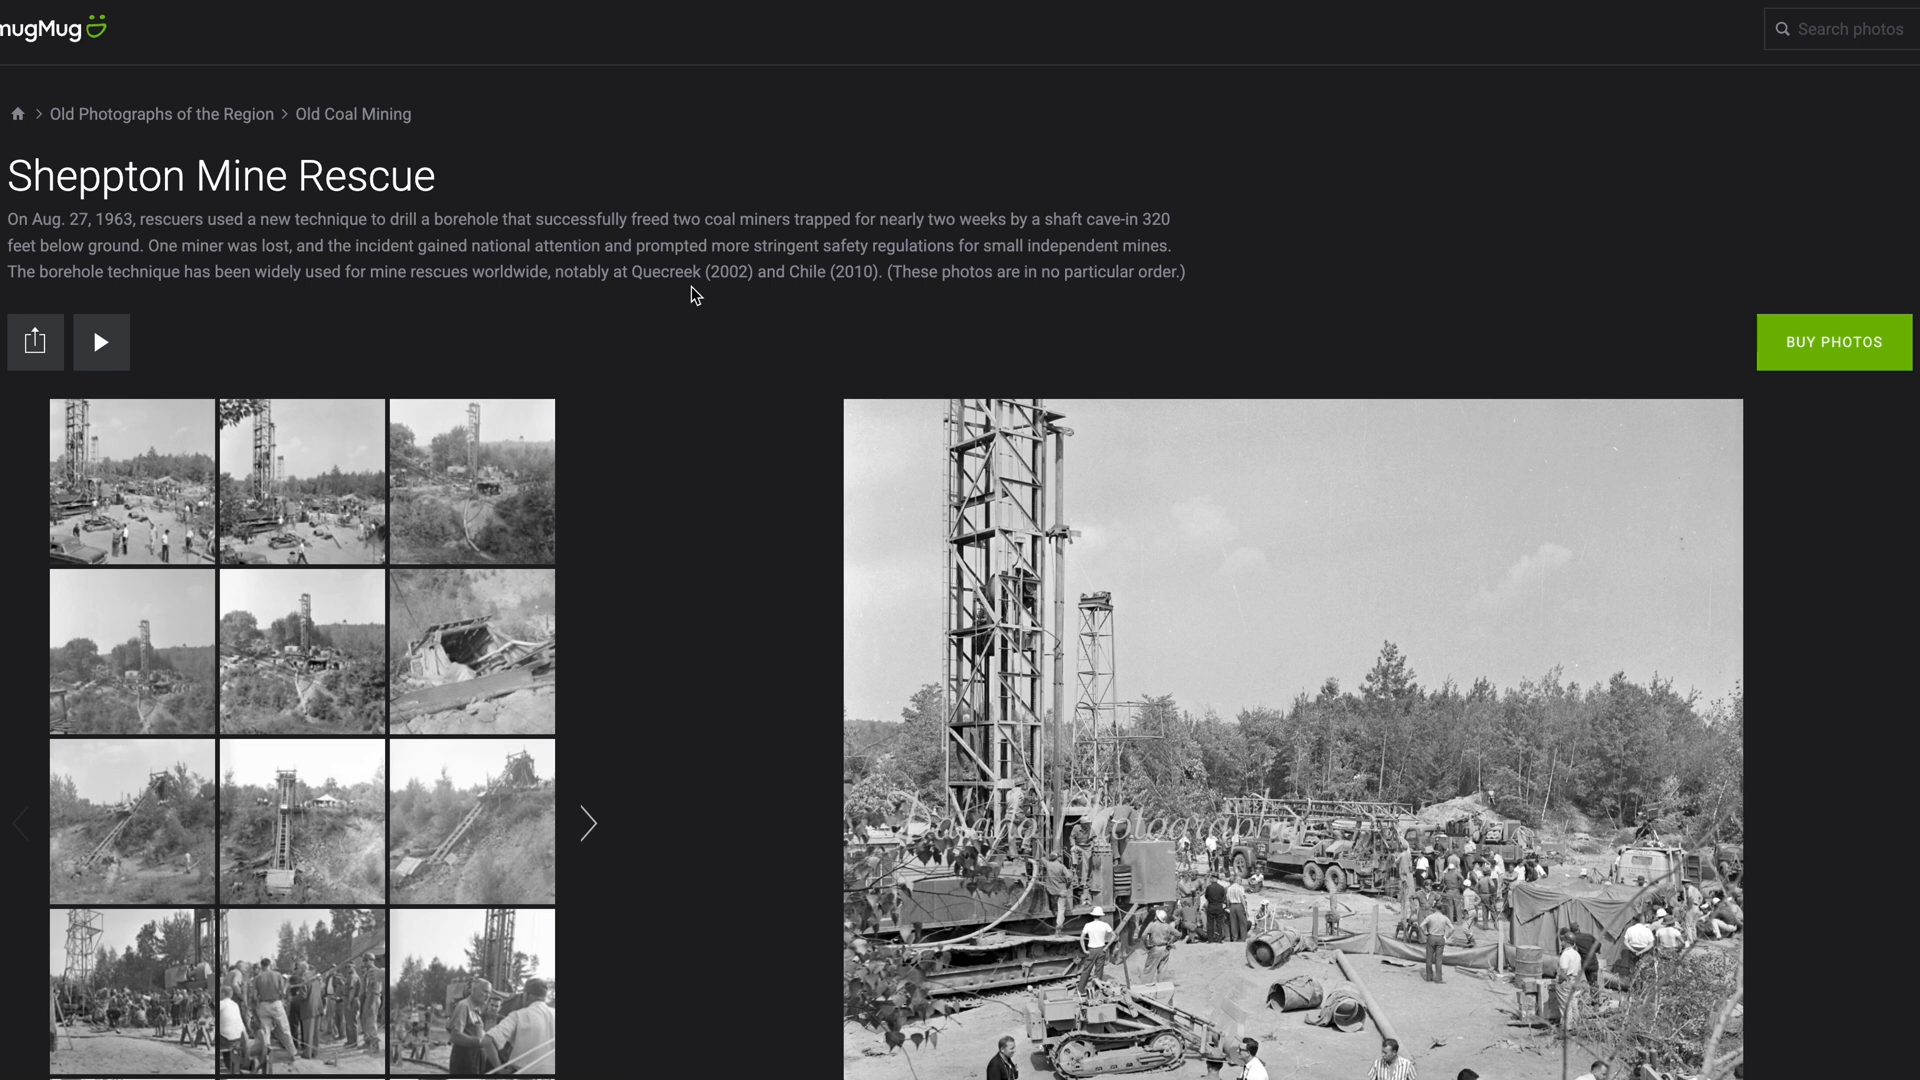 mugMug
Search photos
Old Photographs of the Region > Old Coal Mining
Sheppton Mine Rescue
On Aug. 27, 1963, rescuers used a new technique to drill a borehole that successfully freed two coal miners trapped for nearly two weeks by a shaft cave-in 320
feet below ground. One miner was lost, and the incident gained national attention and prompted more stringent safety regulations for small independent mines.
The borehole technique has been widely used for mine rescues worldwide, notably at Quecreek (2002) and Chile (2010). (These photos are in no particular order.)
BUY PHOTOS